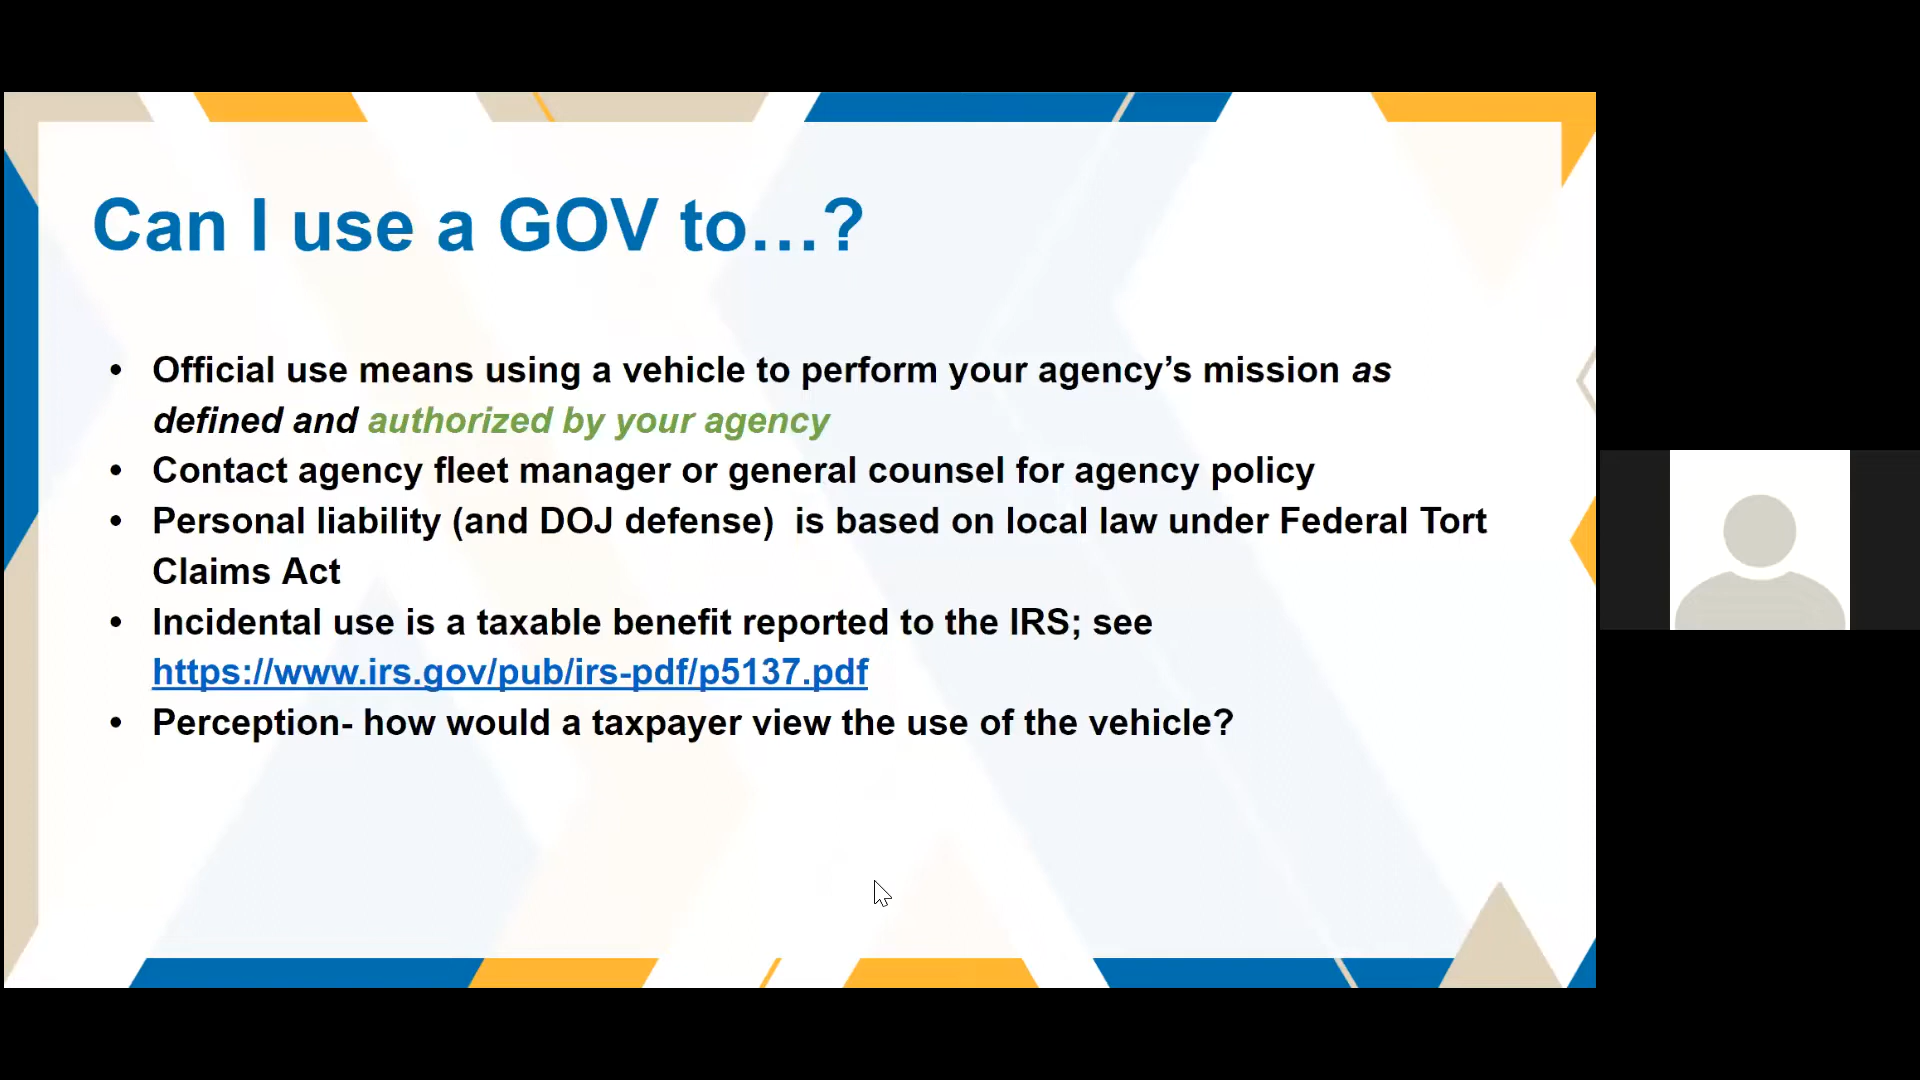 Can I use a GOV to…?
• Official use means using a vehicle to perform your agency’s mission as
defined and authorized by your agency
• Contact agency fleet manager or general counsel for agency policy
• Personal liability (and DOJ defense)  is based on local law under Federal Tort
Claims Act
• Incidental use is a taxable benefit reported to the IRS; see
https://www.irs.gov/pub/irs-pdf/p5137.pdf
• Perception- how would a taxpayer view the use of the vehicle?